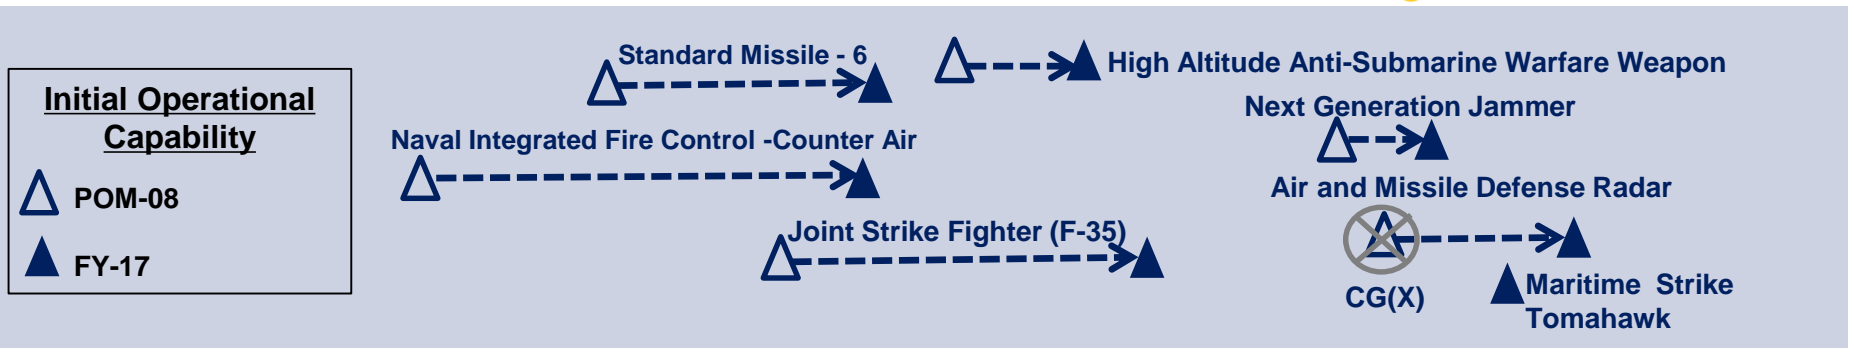 Initial Operational
Capability
POM-08
FY-17
Standard Missile - 6
High Altitude Anti-Submarine Warfare Weapon
Next Generation Jammer
Naval Integrated Fire Control -Counter Air
Air and Missile Defense Radar
Joint Strike Fighter (F-35)
CG(X)
Maritime Strike
Tomahawk